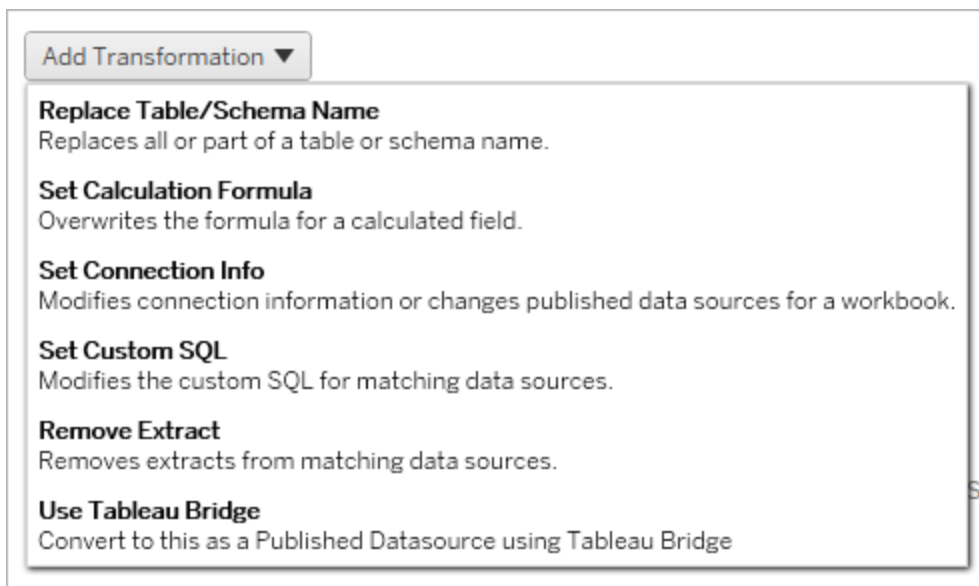 Add Transformation ▼
Replace Table/Schema Name
Replaces all or part of a table or schema name.
Set Calculation Formula
Overwrites the formula for a calculated field.
Set Connection Info
Modifies connection information or changes published data sources for a workbook.
Set Custom SQL
Modifies the custom SQL for matching data sources.
Remove Extract
Removes extracts from matching data sources.
Use Tableau Bridge
Convert to this as a Published Datasource using Tableau Bridge